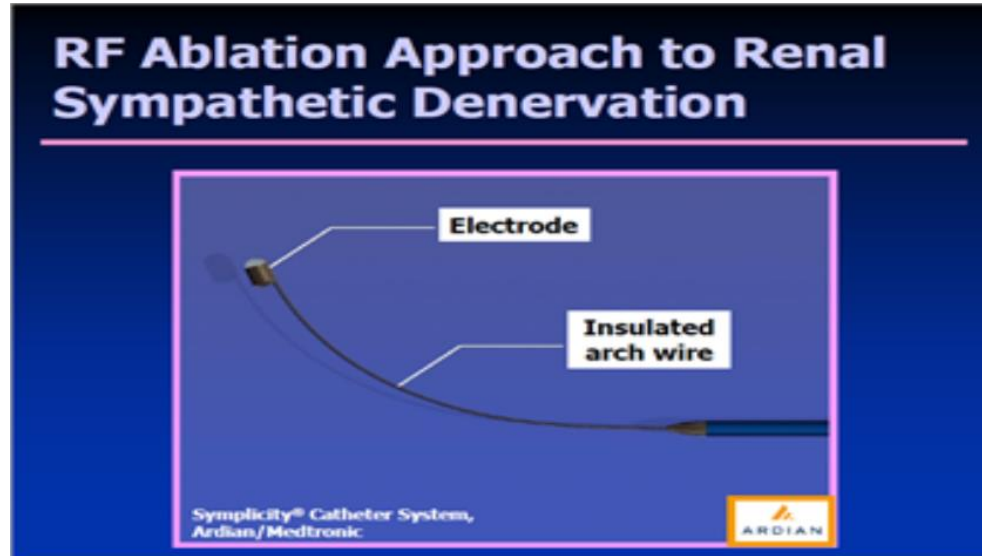 RF Ablation Approach to Renal
Sympathetic Denervation
Electrode
Insulated
arch wire
Symplicity® Catheter System,
Ardian/Medtronic
ARDIAN